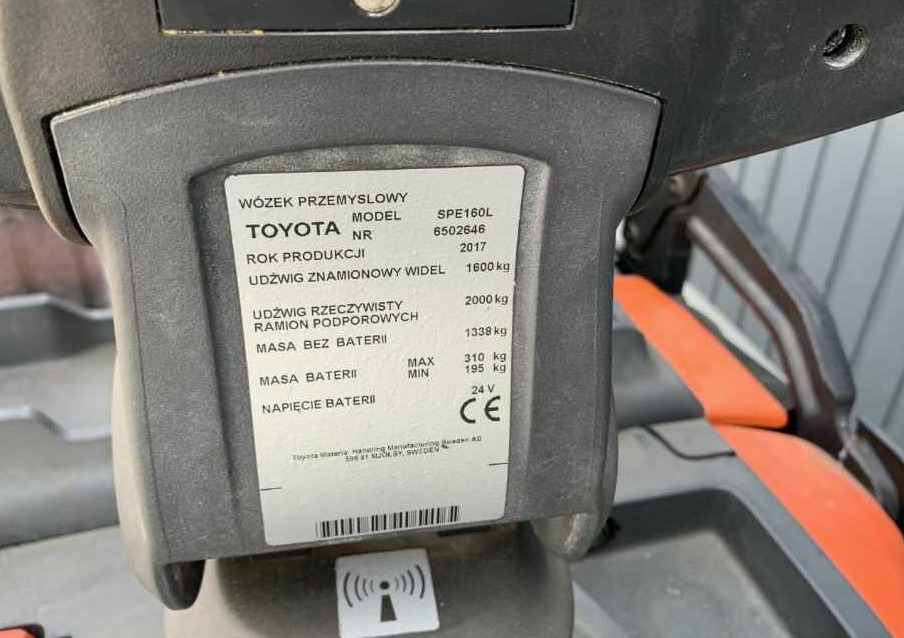 WÓZEK PRZEMYSLOWY
TOYOTA MODEL SPE160L
NR 6502646
ROK PRODUKCJI 2017
UDŹWIG ZNAMIONOWY WIDEL 1600 kg
UDŹWIG RZECZYWISTY
RAMION PODPOROWYCH 2000 kg
MASA BEZ BATERII 1338 kg
MASA BATERII MAX 310 kg
MIN 195 kg
NAPIĘCIE BATERII 24 V
CE
Toyota Material Handling Manufacturing Sweden AB
595 81 MJÖLBY, SWEDEN